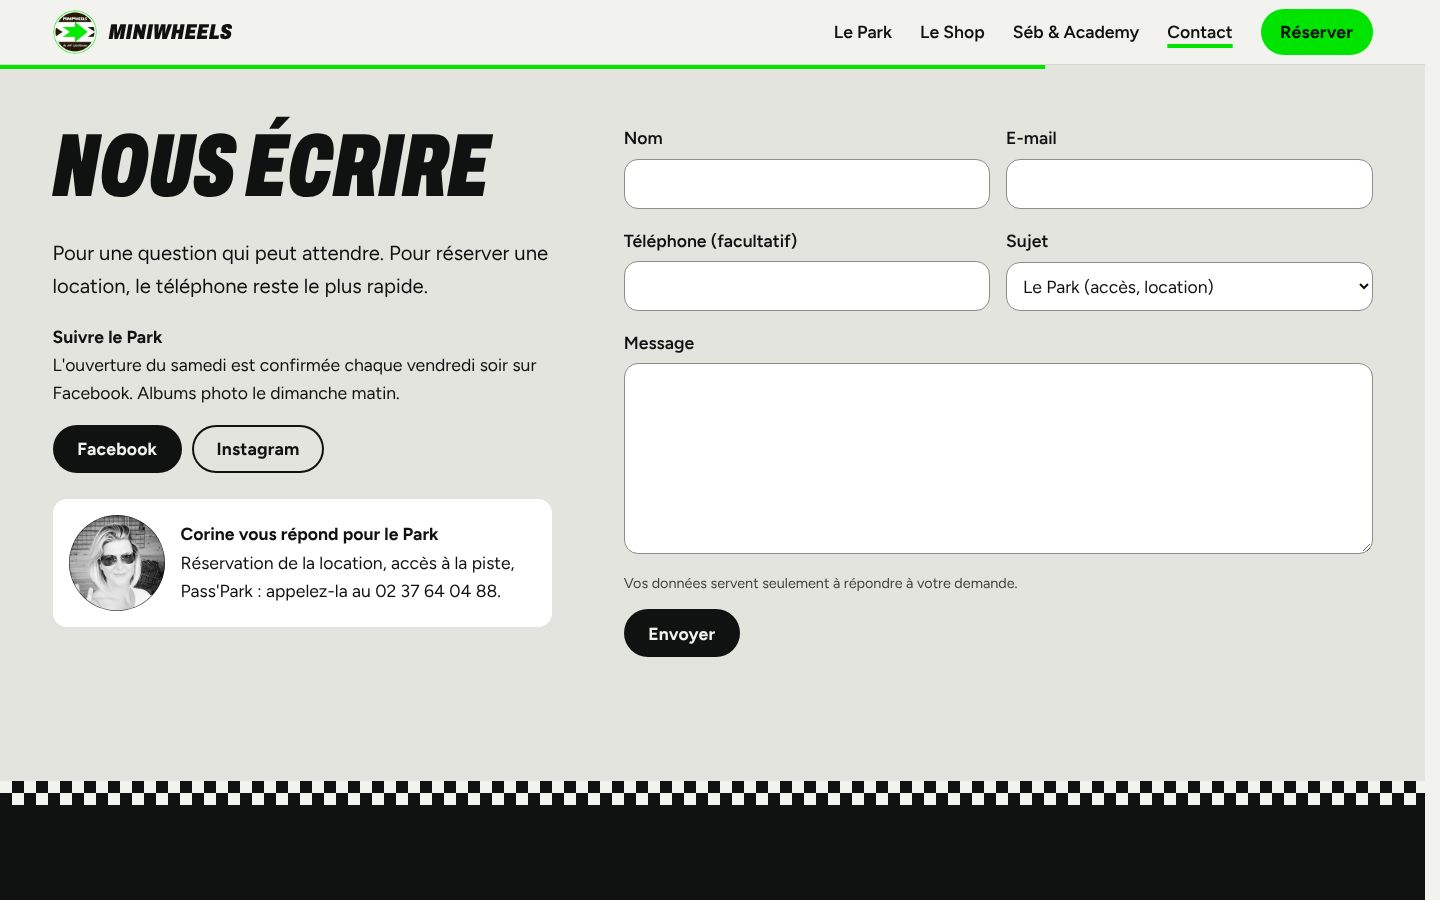 MINIWHEELS
Le Park
Le Shop
Séb & Academy
Contact
Réserver
NOUS ÉCRIRE
Pour une question qui peut attendre. Pour réserver une
location, le téléphone reste le plus rapide.
Suivre le Park
L'ouverture du samedi est confirmée chaque vendredi soir sur
Facebook. Albums photo le dimanche matin.
Facebook
Instagram
Corine vous répond pour le Park
Réservation de la location, accès à la piste,
Pass'Park : appelez-la au 02 37 64 04 88.
Nom
E-mail
Téléphone (facultatif)
Sujet
Le Park (accès, location)
Message
Vos données servent seulement à répondre à votre demande.
Envoyer